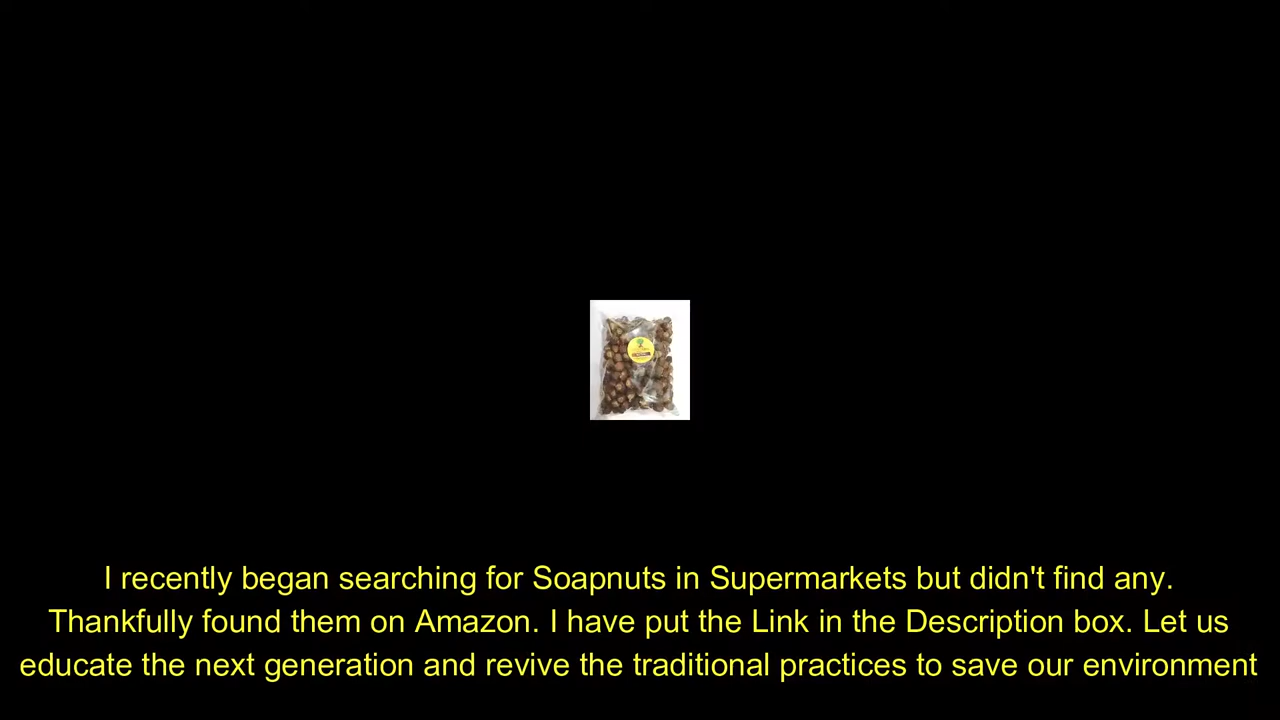 I recently began searching for Soapnuts in Supermarkets but didn't find any.
Thankfully found them on Amazon. I have put the Link in the Description box. Let us
educate the next generation and revive the traditional practices to save our environment